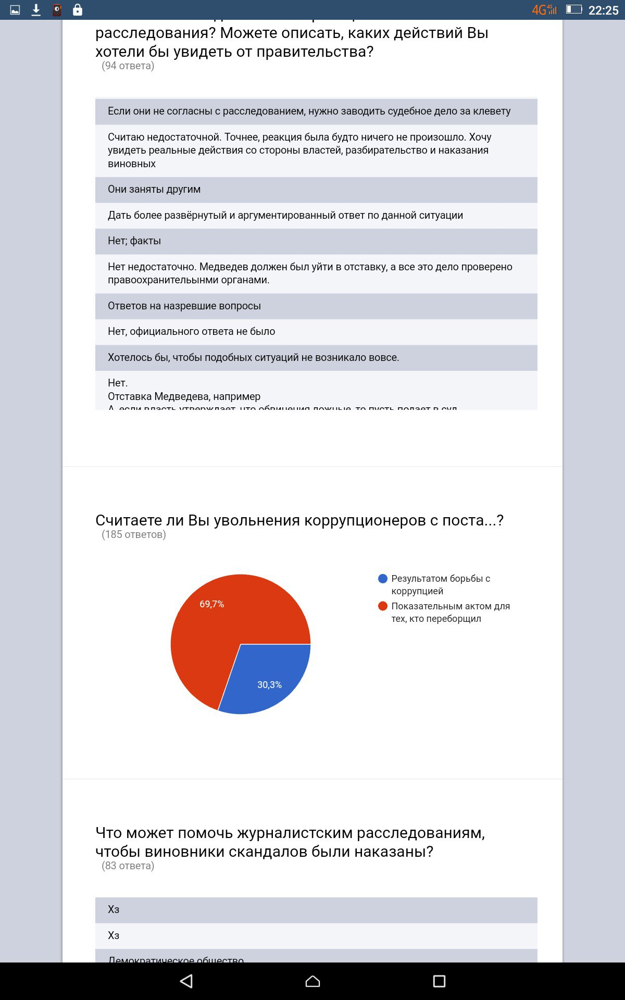 4G 4G 22:25
расследования? Можете описать, каких действий Вы
хотели бы увидеть от правительства?
(94 ответа)
Если они не согласны с расследованием, нужно заводить судебное дело за клевету
Считаю недостаточной. Точнее, реакция была будто ничего не произошло. Хочу
увидеть реальные действия со стороны властей, разбирательство и наказания
виновных
Они заняты другим
Дать более развёрнутый и аргументированный ответ по данной ситуации
Нет; факты
Нет недостаточно. Медведев должен был уйти в отставку, а все это дело проверено
правоохранительынми органами.
Ответов на назревшие вопросы
Нет, официального ответа не было
Хотелось бы, чтобы подобных ситуаций не возникало вовсе.
Нет.
Отставка Медведева, например
А, если власть утверждает, что обвинения ложные, то пусть подает в суд
Считаете ли Вы увольнения коррупционеров с поста...?
(185 ответов)
69,7%
30,3%
Результатом борьбы с
коррупцией
Показательным актом для
тех, кто переборщил
Что может помочь журналистским расследованиям,
чтобы виновники скандалов были наказаны?
(83 ответа)
Хз
Хз
Демократическое общество